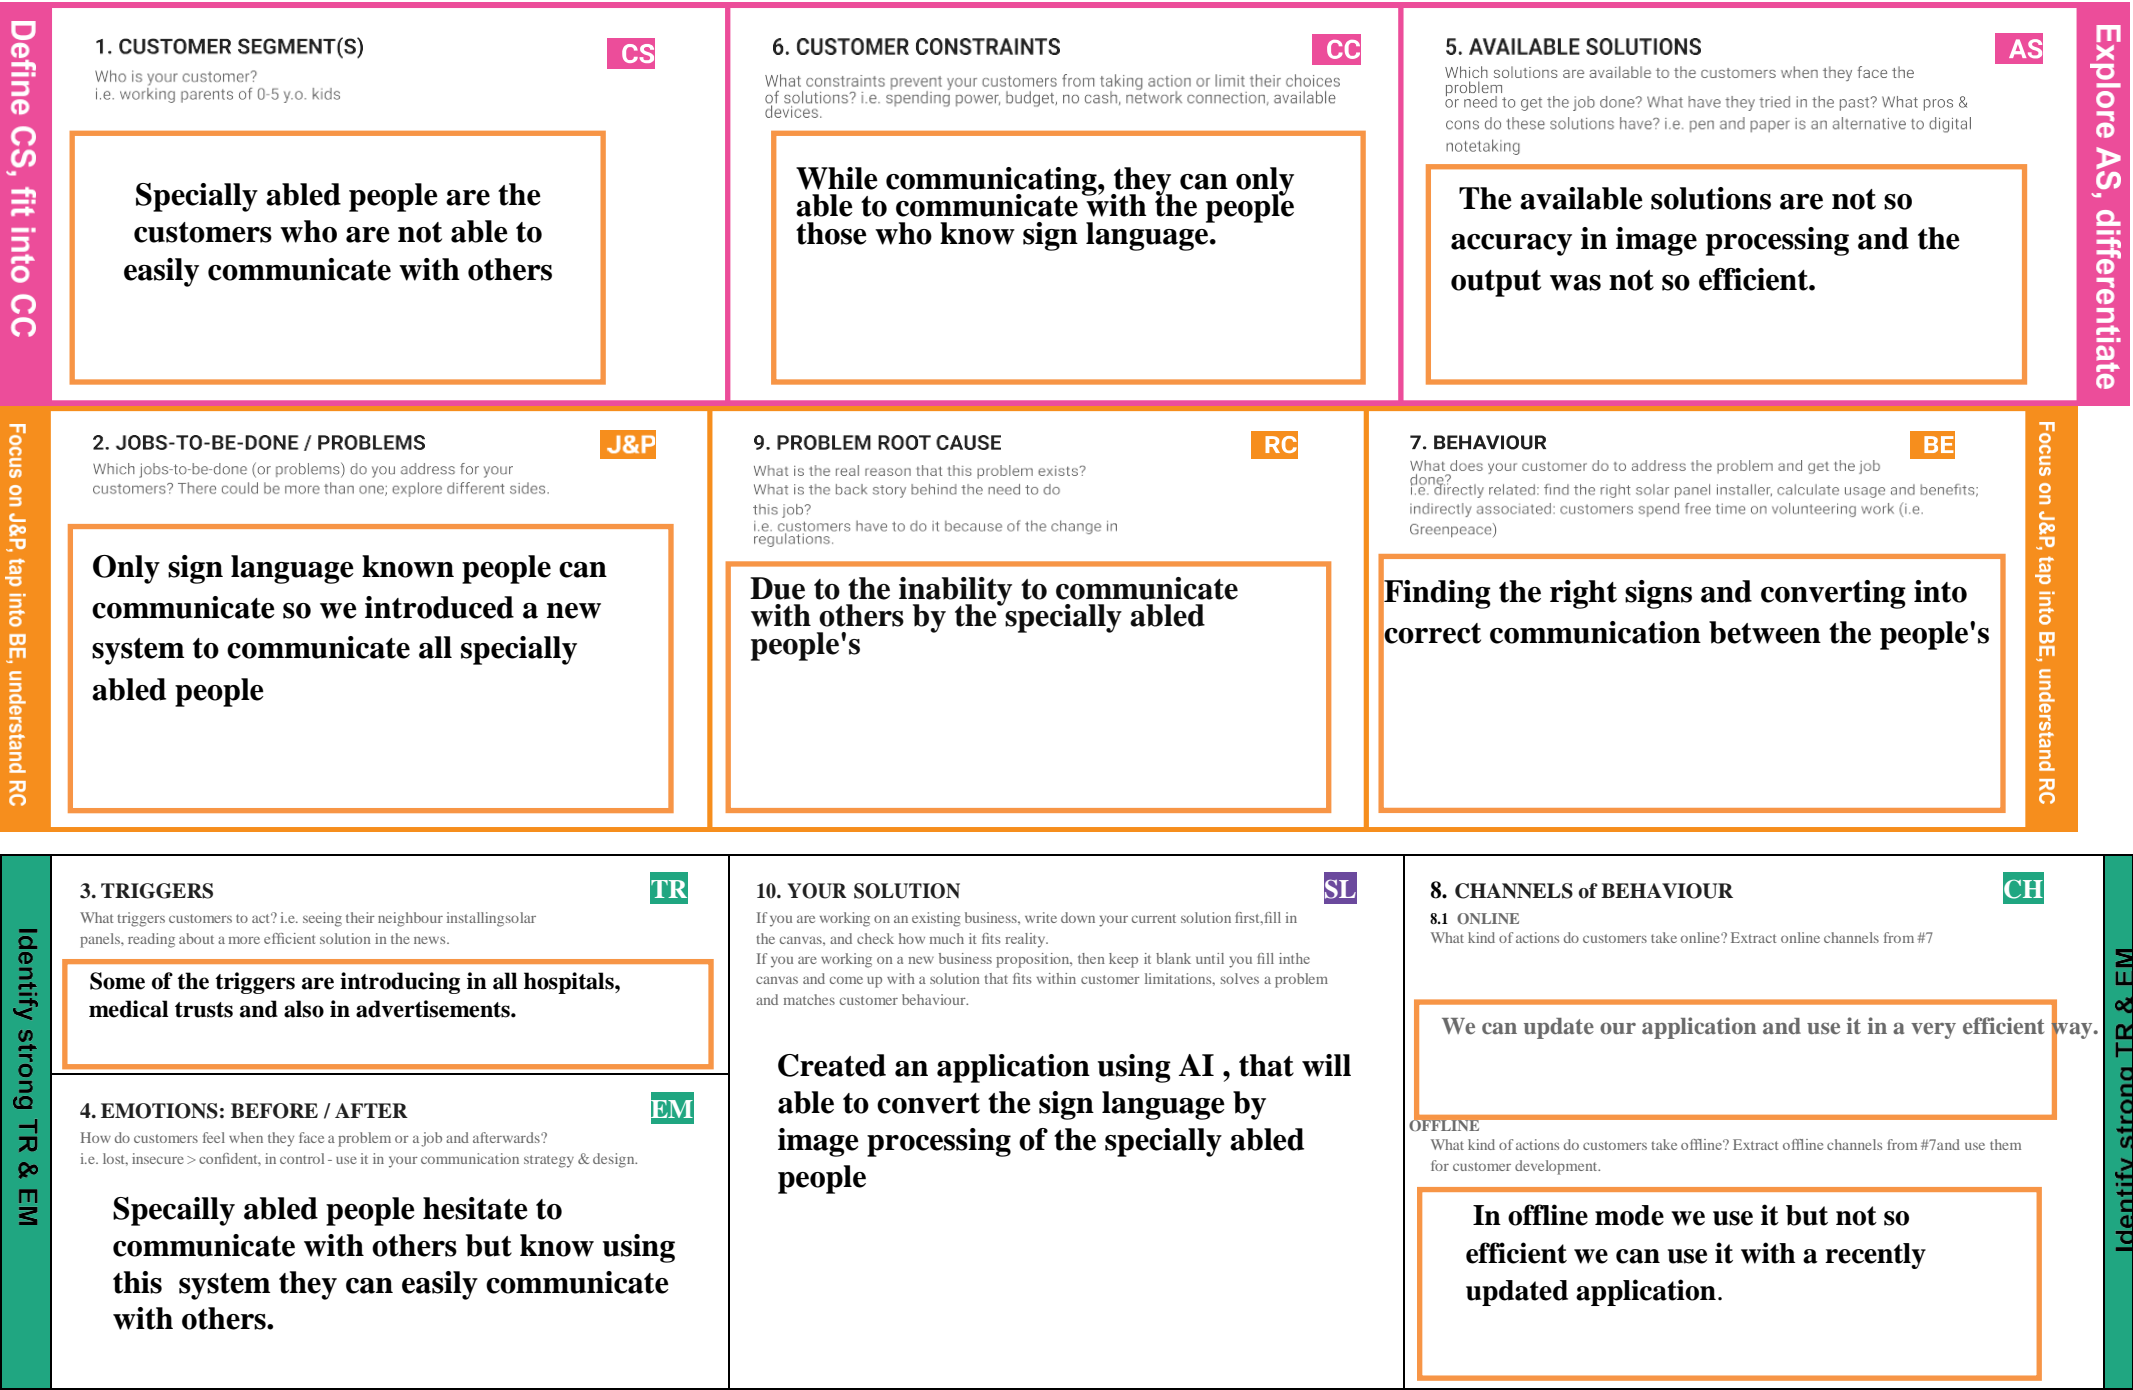 Define CS, fit into CC
1. CUSTOMER SEGMENT(S)
CS
Who is your customer?
i.e. working parents of 0-5 y.o. kids
Specially abled people are the
customers who are not able to
easily communicate with others
6. CUSTOMER CONSTRAINTS
CC
What constraints prevent your customers from taking action or limit their choices
of solutions? i.e. spending power, budget, no cash, network connection, available
devices.
While communicating, they can only
able to communicate with the people
those who know sign language.
5. AVAILABLE SOLUTIONS
AS
Which solutions are available to the customers when they face the
problem
or need to get the job done? What have they tried in the past? What pros &
cons do these solutions have? i.e. pen and paper is an alternative to digital
notetaking
The available solutions are not so
accuracy in image processing and the
output was not so efficient.
Explore AS, differentiate
Focus on J&P, tap into BE, understand RC
2. JOBS-TO-BE-DONE / PROBLEMS
J&P
Which jobs-to-be-done (or problems) do you address for your
customers? There could be more than one; explore different sides.
Only sign language known people can
communicate so we introduced a new
system to communicate all specially
abled people
9. PROBLEM ROOT CAUSE
RC
What is the real reason that this problem exists?
What is the back story behind the need to do
this job?
i.e. customers have to do it because of the change in
regulations.
Due to the inability to communicate
with others by the specially abled
people's
7. BEHAVIOUR
BE
What does your customer do to address the problem and get the job
done?
i.e. directly related: find the right solar panel installer, calculate usage and benefits;
indirectly associated: customers spend free time on volunteering work (i.e.
Greenpeace)
Finding the right signs and converting into
correct communication between the people's
Focus on J&P, tap into BE, understand RC
Identify strong TR & EM
3. TRIGGERS
TR
What triggers customers to act? i.e. seeing their neighbour installingsolar
panels, reading about a more efficient solution in the news.
Some of the triggers are introducing in all hospitals,
medical trusts and also in advertisements.
4. EMOTIONS: BEFORE / AFTER
EM
How do customers feel when they face a problem or a job and afterwards?
i.e. lost, insecure > confident, in control - use it in your communication strategy & design.
Specailly abled people hesitate to
communicate with others but know using
this system they can easily communicate
with others.
10. YOUR SOLUTION
SL
If you are working on an existing business, write down your current solution first,fill in
the canvas, and check how much it fits reality.
If you are working on a new business proposition, then keep it blank until you fill inthe
canvas and come up with a solution that fits within customer limitations, solves a problem
and matches customer behaviour.
Created an application using AI , that will
able to convert the sign language by
image processing of the specially abled
people
8. CHANNELS of BEHAVIOUR
CH
8.1 ONLINE
What kind of actions do customers take online? Extract online channels from #7
We can update our application and use it in a very efficient way.
OFFLINE
What kind of actions do customers take offline? Extract offline channels from #7and use them
for customer development.
In offline mode we use it but not so
efficient we can use it with a recently
updated application.
Identify strong TR & EM